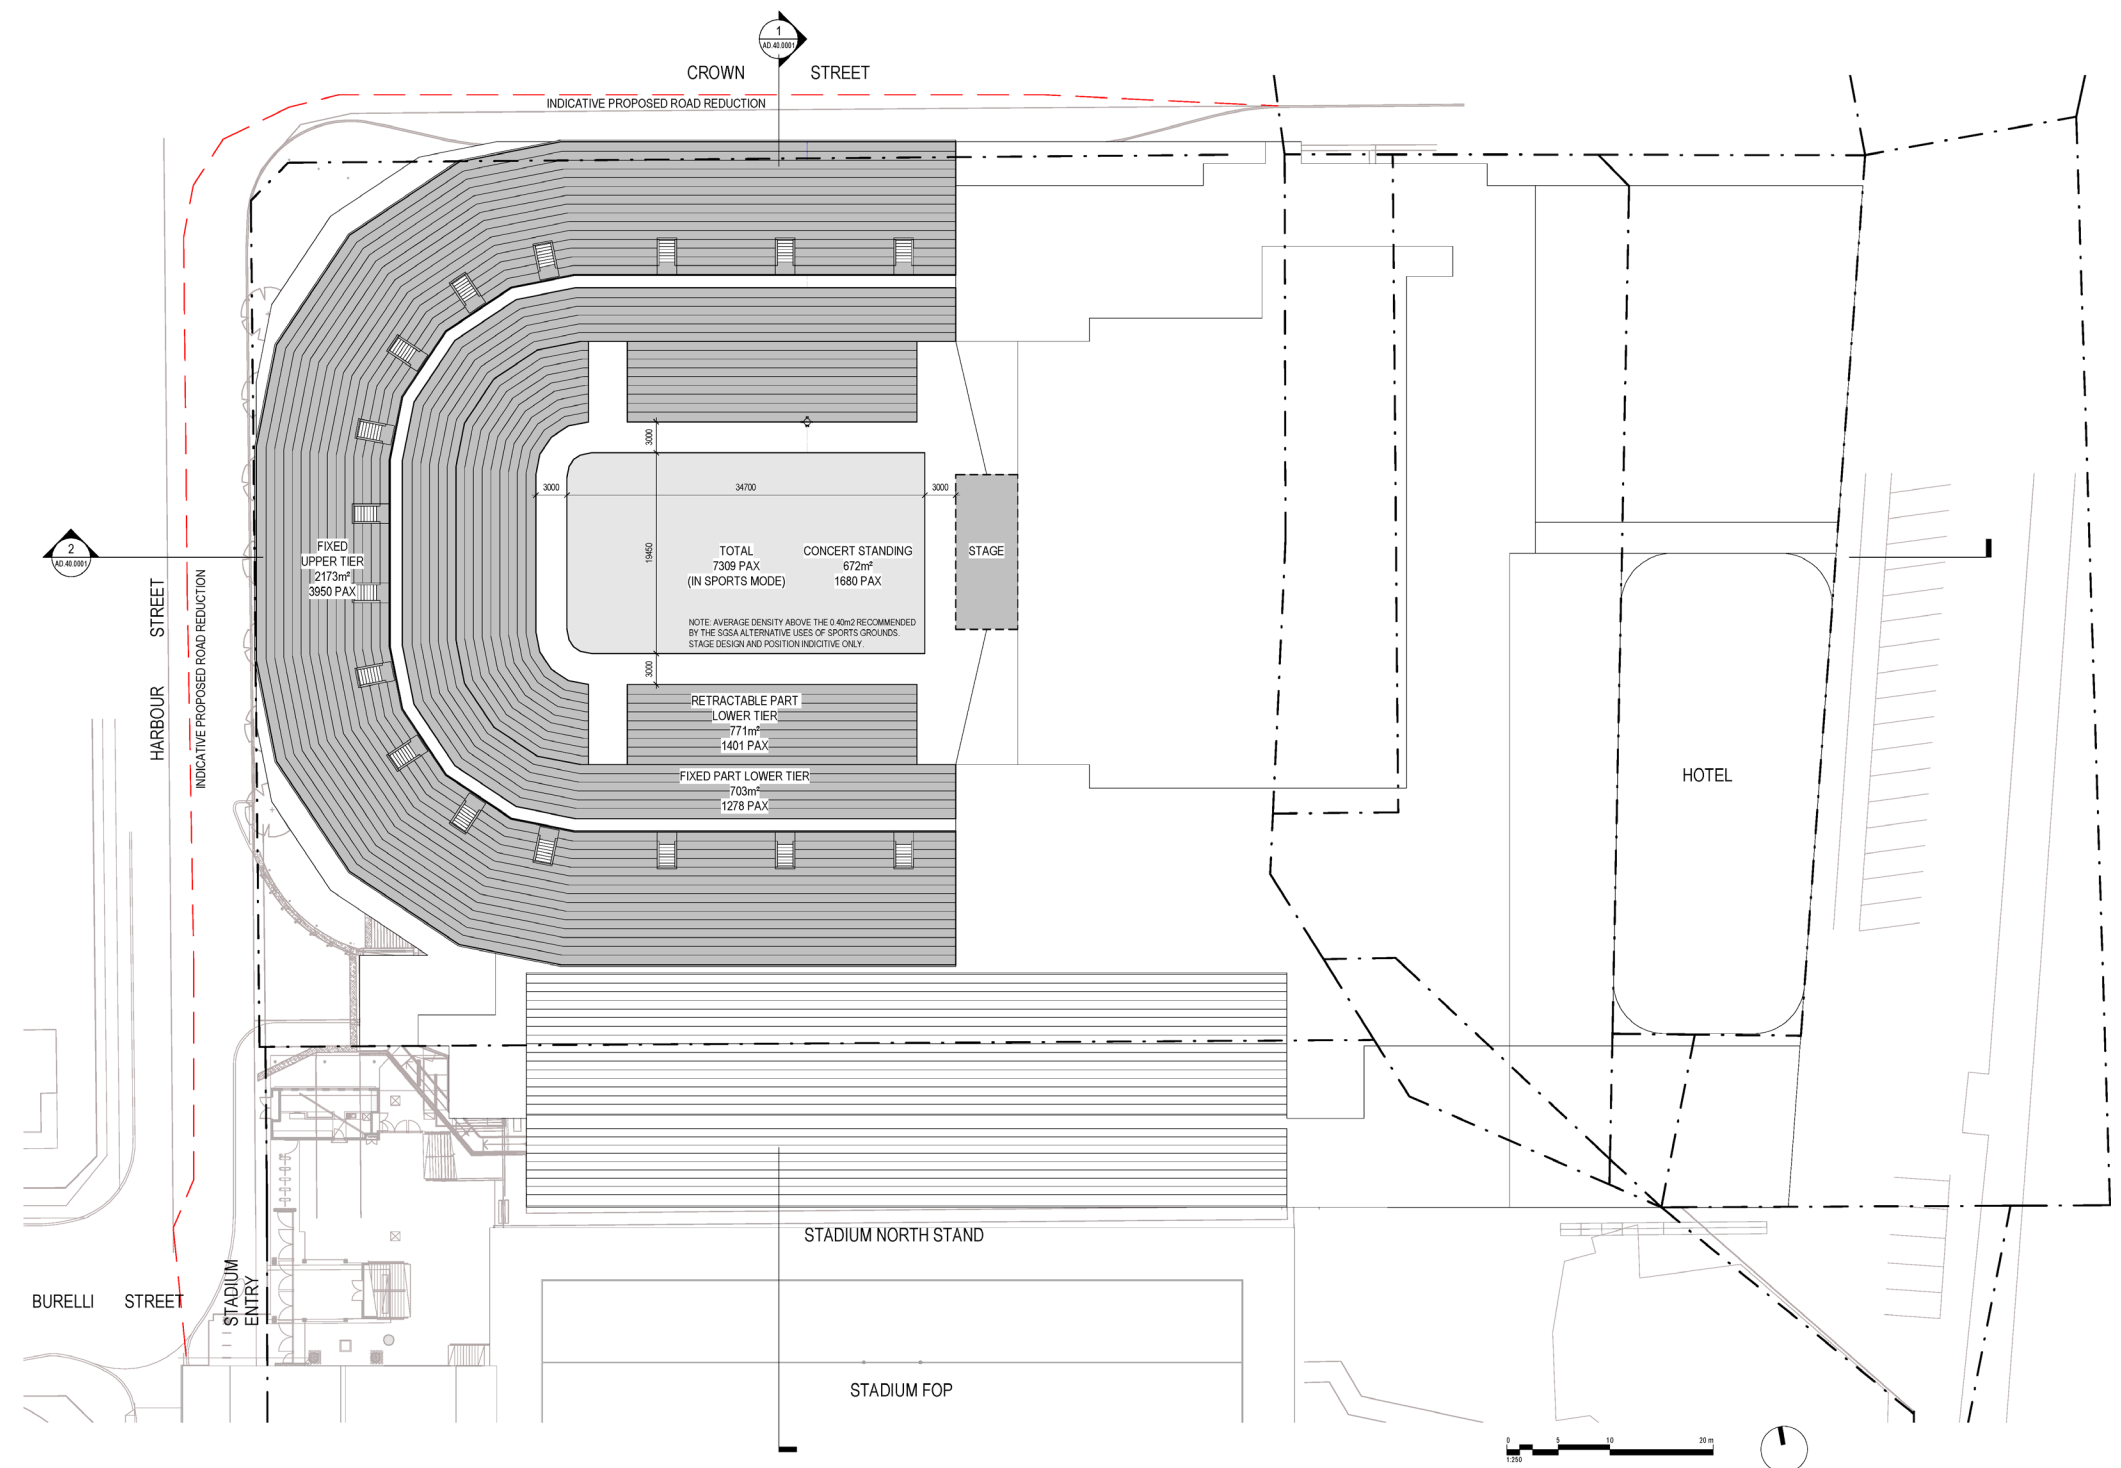 1
AD.40.0001
CROWN STREET
INDICATIVE PROPOSED ROAD REDUCTION
3000
3000
34700
3000
19450
2
AD.40.0001
HARBOUR STREET
INDICATIVE PROPOSED ROAD REDUCTION
FIXED
UPPER TIER
2173m²
3950 PAX
TOTAL
7309 PAX
(IN SPORTS MODE)
CONCERT STANDING
672m²
1680 PAX
STAGE
NOTE: AVERAGE DENSITY ABOVE THE 0.40m2 RECOMMENDED
BY THE SGSA ALTERNATIVE USES OF SPORTS GROUNDS.
STAGE DESIGN AND POSITION INDICITIVE ONLY.
3000
RETRACTABLE PART
LOWER TIER
771m²
1401 PAX
FIXED PART LOWER TIER
703m²
1278 PAX
HOTEL
STADIUM NORTH STAND
BURELLI STREET
STADIUM
ENTRY
STADIUM FOP
0 5 10 20 m
1:250